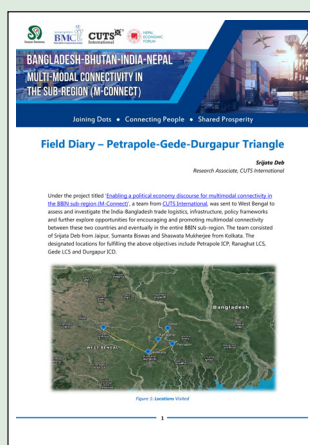 BMC
CUTS
International
NEPAL
ECONOMIC
FORUM
BANGLADESH-BHUTAN-INDIA-NEPAL
MULTI-MODAL CONNECTIVITY IN
THE SUB-REGION (M-CONNECT)
Joining Dots • Connecting People • Shared Prosperity
Field Diary – Petrapole-Gede-Durgapur Triangle
Srijata Deb
Research Associate, CUTS International
Under the project titled 'Enabling a political economy discourse for multimodal connectivity in
the BBIN sub-region (M-Connect)', a team from CUTS International, was sent to West Bengal to
assess and investigate the India-Bangladesh trade logistics, infrastructure, policy frameworks
and further explore opportunities for encouraging and promoting multimodal connectivity
between these two countries and eventually in the entire BBIN sub-region. The team consisted
of Srijata Deb from Jaipur, Sumanta Biswas and Shaswata Mukherjee from Kolkata. The
designated locations for fulfilling the above objectives include Petrapole ICP, Ranaghat LCS,
Gede LCS and Durgapur ICD.
Bangladesh
WEST BENGAL
Figure 1: Locations Visited
1